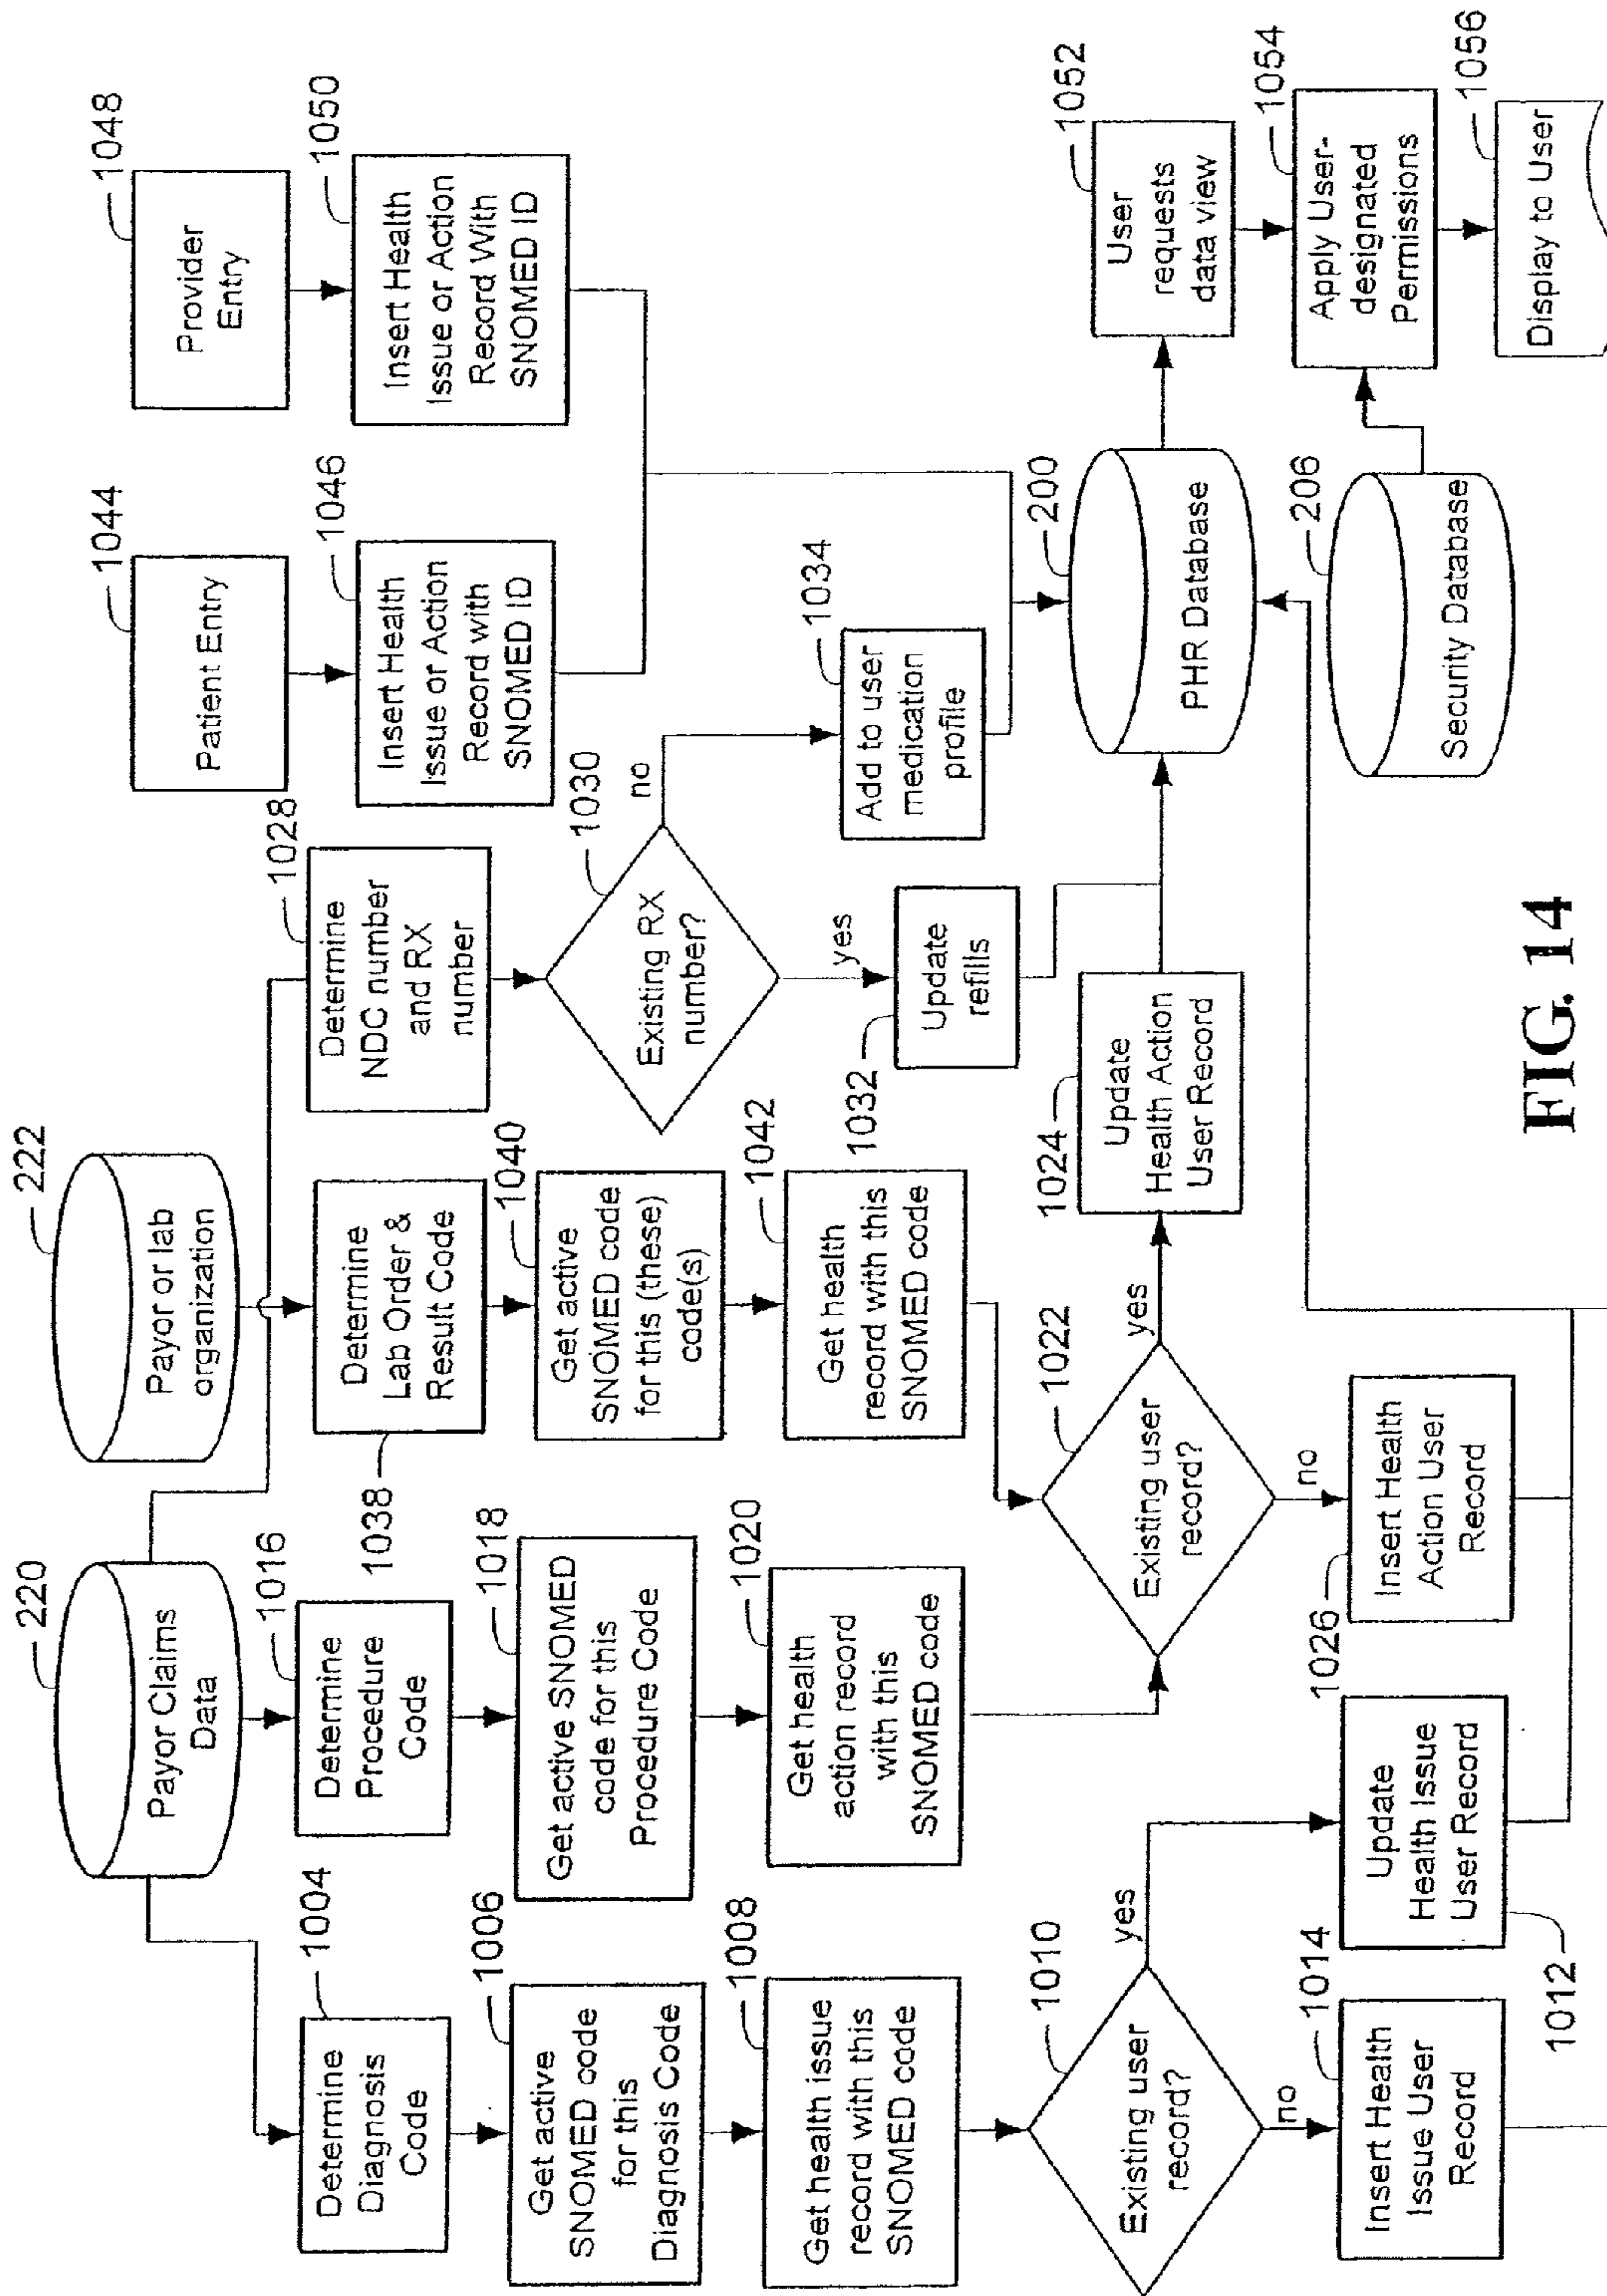 220
Payor Claims
Data
222
Payor or lab
organization
1004
Determine
Diagnosis
Code
1006
Get active
SNOMED code
for this
Diagnosis Code
1008
Get health issue
record with this
SNOMED code
1010
Existing user
record?
yes
no
1014
Insert Health
Issue User
Record
1012
Update
Health Issue
User Record
1016
Determine
Procedure
Code
1018
Get active SNOMED
code for this
Procedure Code
1020
Get health
action record
with this
SNOMED code
1038
Determine
Lab Order &
Result Code
1040
Get active
SNOMED code
for this (these)
code(s)
1042
Get health
record with this
SNOMED code
1022
Existing user
record?
yes
no
1026
Insert Health
Action User
Record
1024
Update
Health Action
User Record
1028
Determine
NDC number
and RX
number
1030
Existing RX
number?
no
yes
1032
Update
refills
1034
Add to user
medication
profile
1044
Patient Entry
1046
Insert Health
Issue or Action
Record with
SNOMED ID
1048
Provider
Entry
1050
Insert Health
Issue or Action
Record With
SNOMED ID
200
PHR Database
206
Security Database
1052
User
requests
data view
1054
Apply User-
designated
Permissions
1056
Display to User
FIG. 14